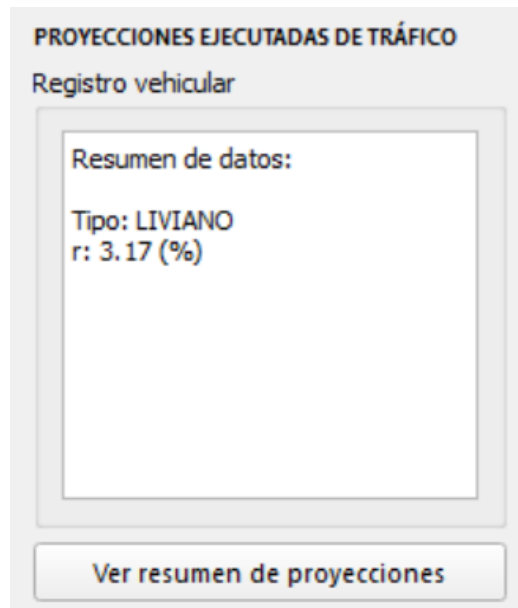 PROYECCIONES EJECUTADAS DE TRÁFICO
Registro vehicular
Resumen de datos:
Tipo: LIVIANO
r: 3.17 (%)
Ver resumen de proyecciones